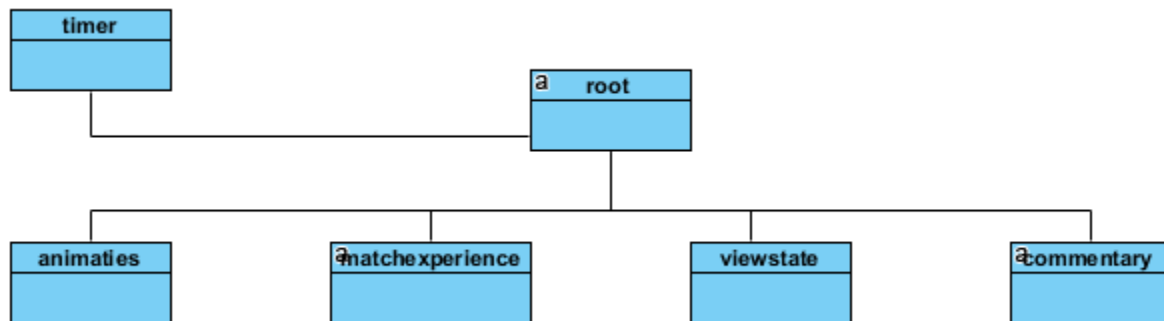 timer
a root
animaties
a matchexperience
viewstate
a commentary